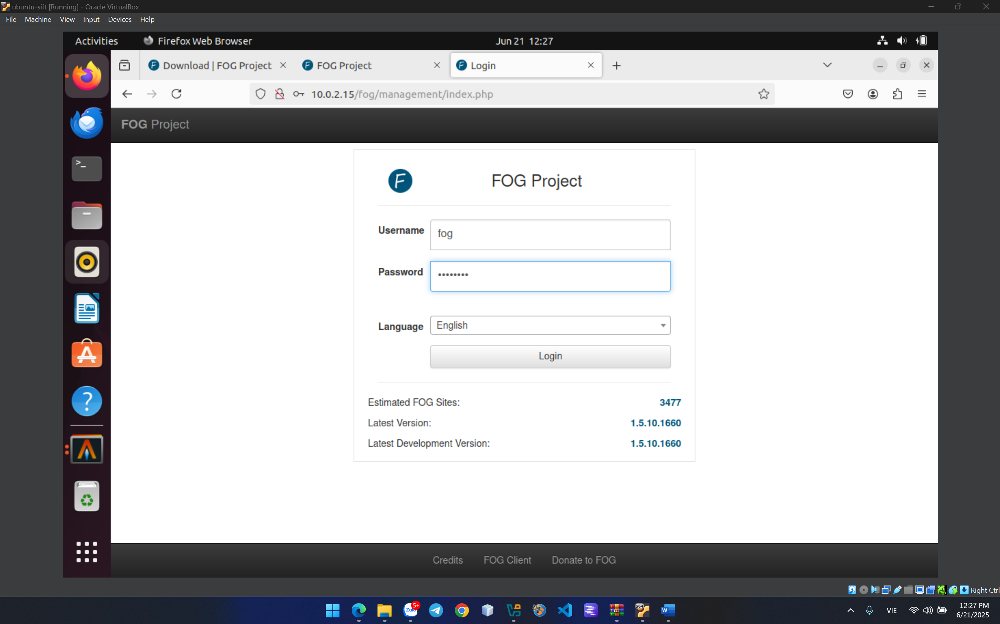 ubuntu-sift [Running] - Oracle VirtualBox
File Machine View Input Devices Help
Activities Firefox Web Browser Jun 21 12:27
Download | FOG Project FOG Project Login
10.0.2.15/fog/management/index.php
FOG Project
F FOG Project
Username fog
Password ••••••••
Language English
Login
Estimated FOG Sites: 3477
Latest Version: 1.5.10.1660
Latest Development Version: 1.5.10.1660
Credits FOG Client Donate to FOG
Right Ctrl
5+
Zalo
x64
W
VIE
12:27 PM
6/21/2025